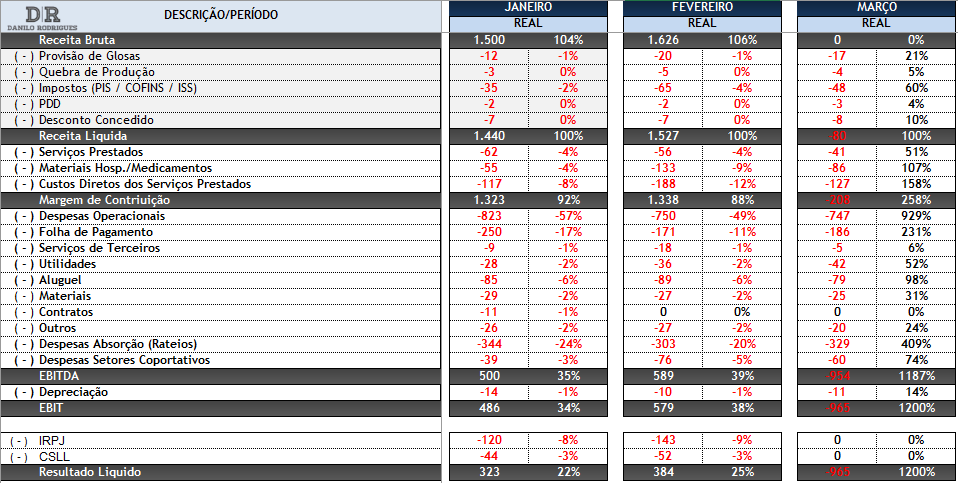 DR
DANILO RODRIGUES
DESCRIÇÃO/PERÍODO JANEIRO FEVEREIRO MARÇO
REAL REAL REAL
Receita Bruta 1.500 104% 1.626 106% 0 0%
( - ) Provisão de Glosas -12 -1% -20 -1% -17 21%
( - ) Quebra de Produção -3 0% -5 0% -4 5%
( - ) Impostos (PIS / COFINS / ISS) -35 -2% -65 -4% -48 60%
( - ) PDD -2 0% -2 0% -3 4%
( - ) Desconto Concedido -7 0% -7 0% -8 10%
Receita Liquida 1.440 100% 1.527 100% -80 100%
( - ) Serviços Prestados -62 -4% -56 -4% -41 51%
( - ) Materiais Hosp./Medicamentos -55 -4% -133 -9% -86 107%
( - ) Custos Diretos dos Serviços Prestados -117 -8% -188 -12% -127 158%
Margem de Contriuição 1.323 92% 1.338 88% -208 258%
( - ) Despesas Operacionais -823 -57% -750 -49% -747 929%
( - ) Folha de Pagamento -250 -17% -171 -11% -186 231%
( - ) Serviços de Terceiros -9 -1% -18 -1% -5 6%
( - ) Utilidades -28 -2% -36 -2% -42 52%
( - ) Aluguel -85 -6% -89 -6% -79 98%
( - ) Materiais -29 -2% -27 -2% -25 31%
( - ) Contratos -11 -1% 0 0% 0 0%
( - ) Outros -26 -2% -27 -2% -20 24%
( - ) Despesas Absorção (Rateios) -344 -24% -303 -20% -329 409%
( - ) Despesas Setores Coportativos -39 -3% -76 -5% -60 74%
EBITDA 500 35% 589 39% -954 1187%
( - ) Depreciação -14 -1% -10 -1% -11 14%
EBIT 486 34% 579 38% -965 1200%
( - ) IRPJ -120 -8% -143 -9% 0 0%
( - ) CSLL -44 -3% -52 -3% 0 0%
Resultado Liquido 323 22% 384 25% -965 1200%